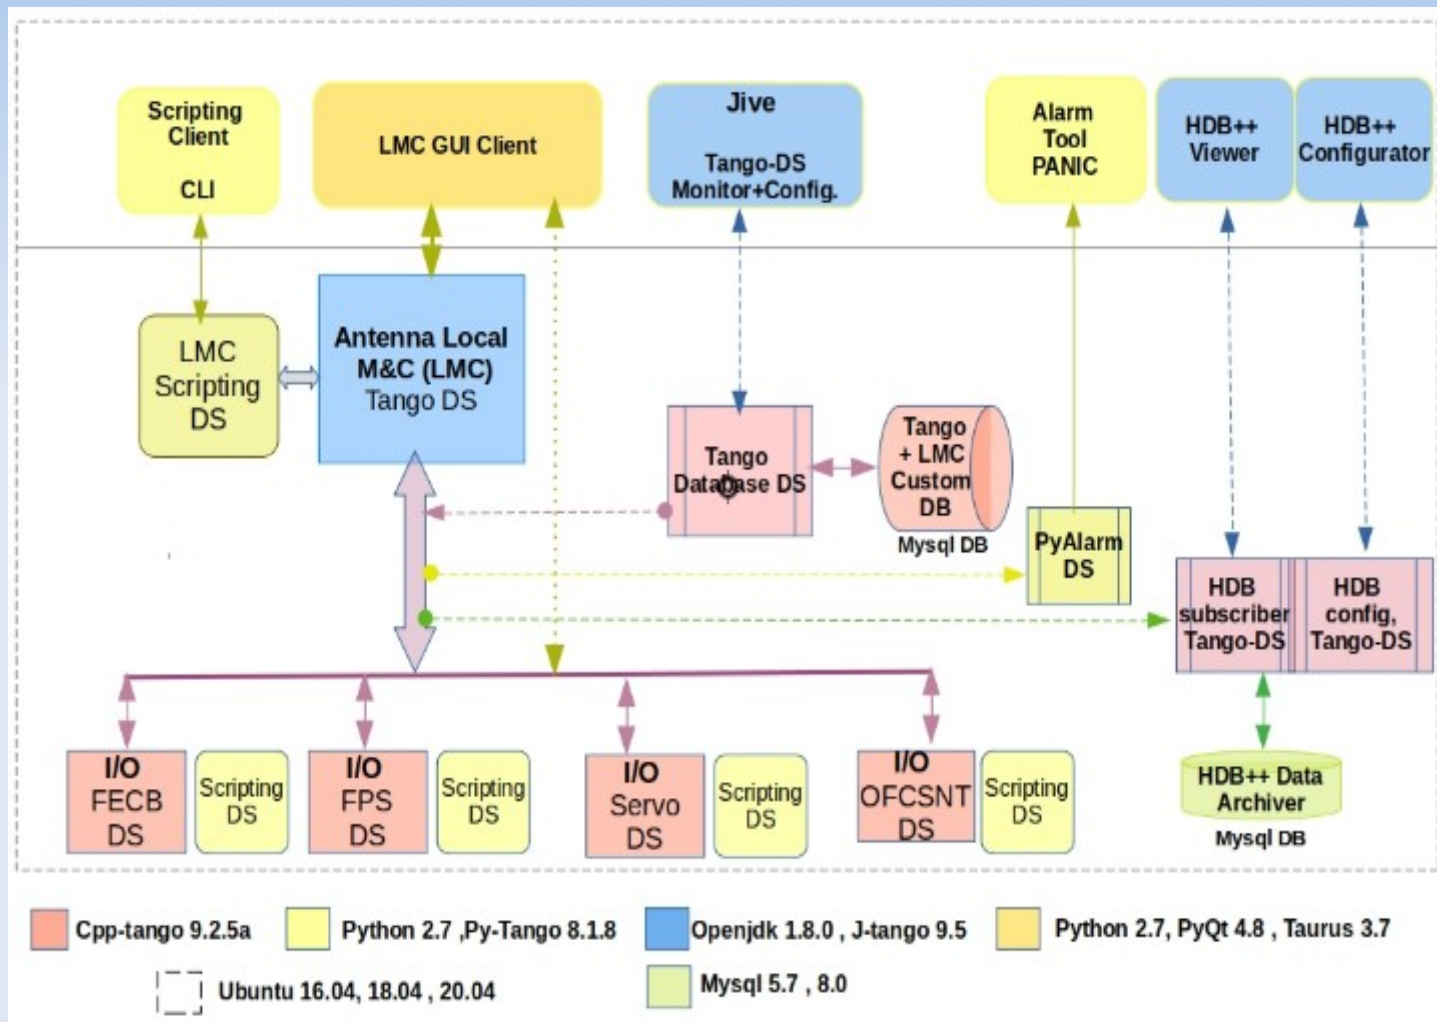 Scripting
Client
CLI
LMC GUI Client
Jive
Tango-DS
Monitor+Config.
Alarm
Tool
PANIC
HDB++
Viewer
HDB++
Configurator
LMC
Scripting
DS
Antenna Local
M&C (LMC)
Tango DS
Tango
Database DS
Tango
+ LMC
Custom
DB
Mysql DB
PyAlarm
DS
HDB
subscriber
Tango-DS
HDB
config,
Tango-DS
I/O
FECB
DS
Scripting
DS
I/O
FPS
DS
Scripting
DS
I/O
Servo
DS
Scripting
DS
I/O
OFCSNT
DS
Scripting
DS
HDB++ Data
Archiver
Mysql DB
Cpp-tango 9.2.5a
Python 2.7 ,Py-Tango 8.1.8
Openjdk 1.8.0 , J-tango 9.5
Python 2.7, PyQt 4.8 , Taurus 3.7
Ubuntu 16.04, 18.04 , 20.04
Mysql 5.7 , 8.0